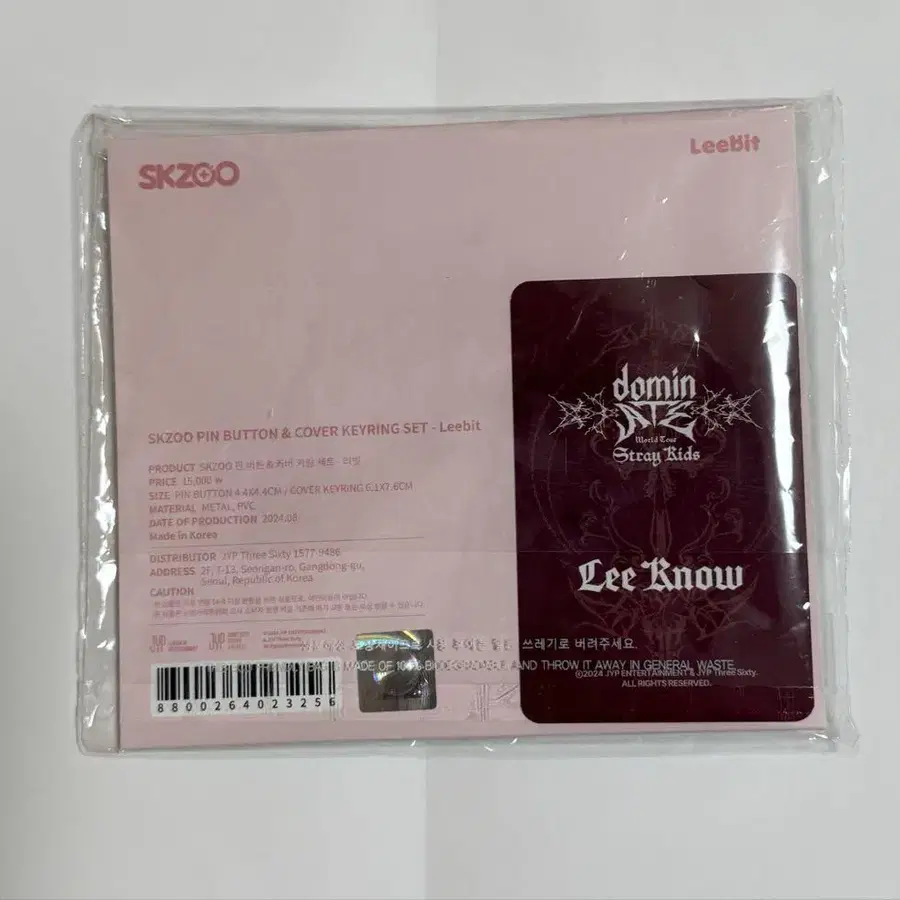 SKZOO
Leebit
SKZOO PIN BUTTON & COVER KEYRING SET - Leebit
PRODUCT SKZOO 핀 버튼 & 커버 키링 세트 - 리빗
PRICE 15,000 w
SIZE PIN BUTTON 4.4X4.4CM / COVER KEYRING 6.1X7.6CM
MATERIAL METAL, PVC
DATE OF PRODUCTION 2024.08
Made in Korea
DISTRIBUTOR JYP Three Sixty 1577-9486
ADDRESS 2F, T-13, Seongan-ro, Gangdong-gu,
Seoul, Republic of Korea
CAUTION
8800264023256
domin
ATE
World Tour
Stray Kids
Lee Know
쓰레기로 버려주세요.
MADE OF 100% BIODEGRADABLE AND THROW IT AWAY IN GENERAL WASTE
©2024 JYP ENTERTAINMENT & JYP Three Sixty.
ALL RIGHTS RESERVED.